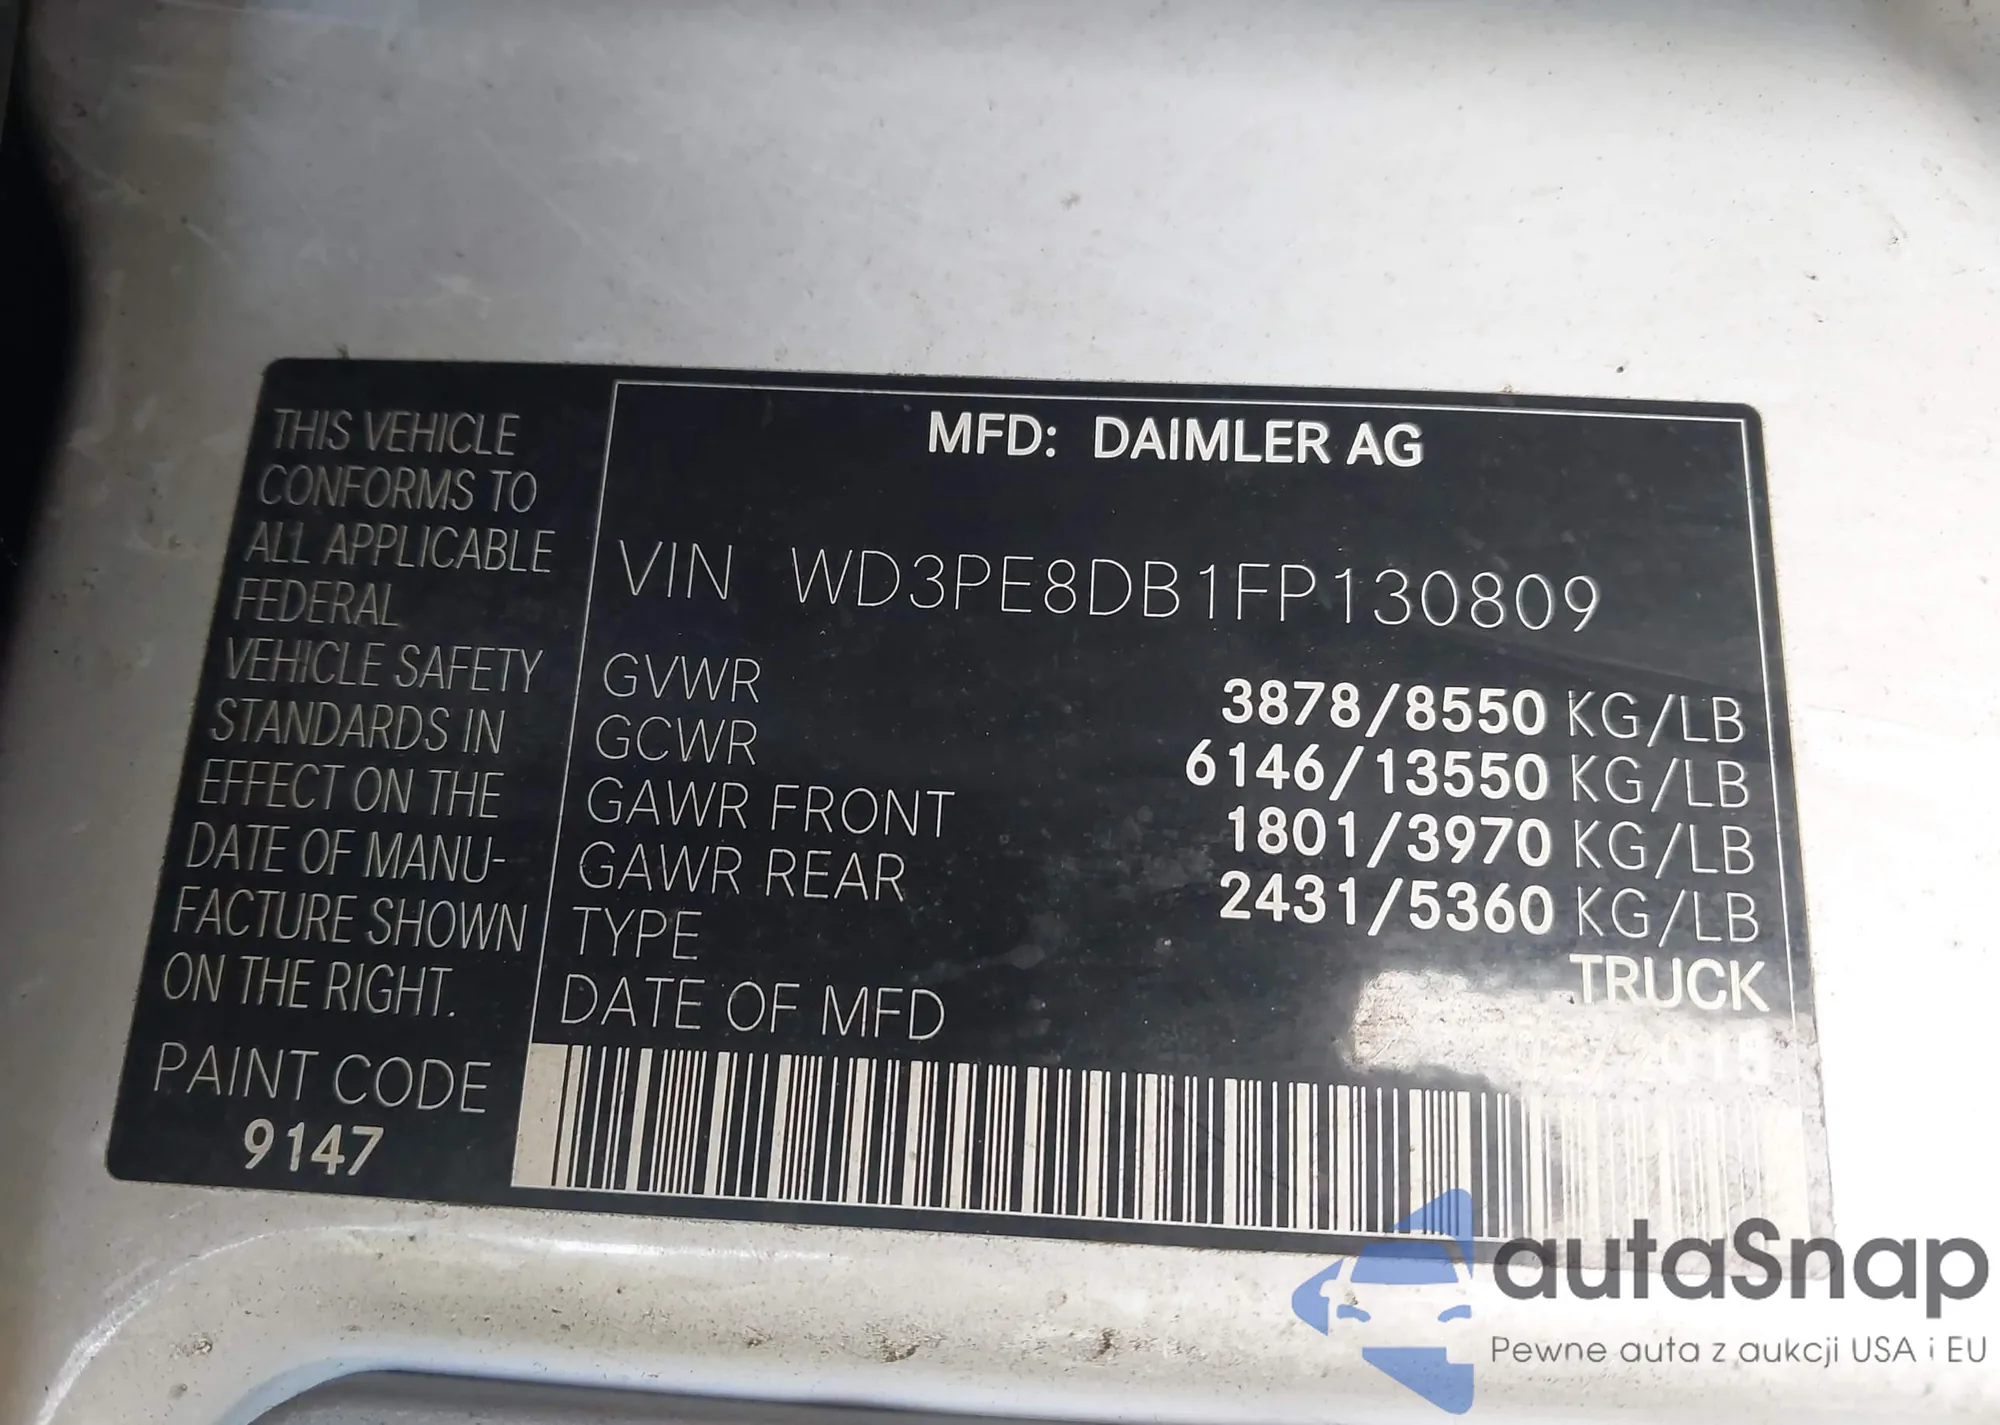 THIS VEHICLE
CONFORMS TO
ALL APPLICABLE
FEDERAL
VEHICLE SAFETY
STANDARDS IN
EFFECT ON THE
DATE OF MANU-
FACTURE SHOWN
ON THE RIGHT.
PAINT CODE
9147
MFD: DAIMLER AG
VIN WD3PE8DB1FP130809
GVWR 3878/8550 KG/LB
GCWR 6146/13550 KG/LB
GAWR FRONT 1801/3970 KG/LB
GAWR REAR 2431/5360 KG/LB
TYPE TRUCK
DATE OF MFD
autaSnap
Pewne auta z aukcji USA i EU